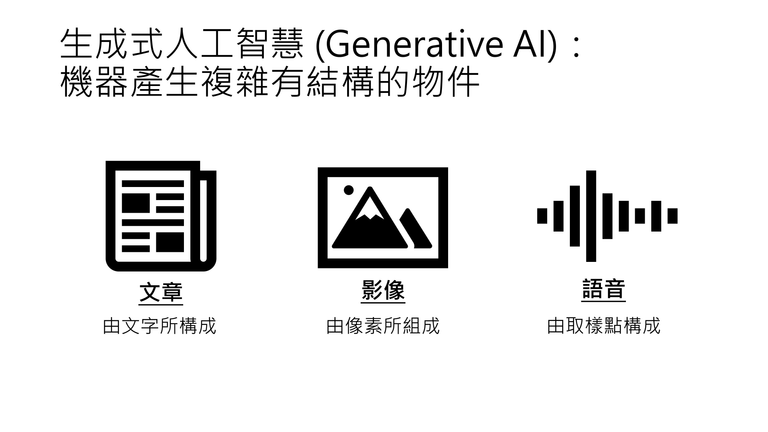 生成式人工智慧 (Generative AI)：
機器產生複雜有結構的物件
文章
由文字所構成
影像
由像素所組成
語音
由取樣點構成